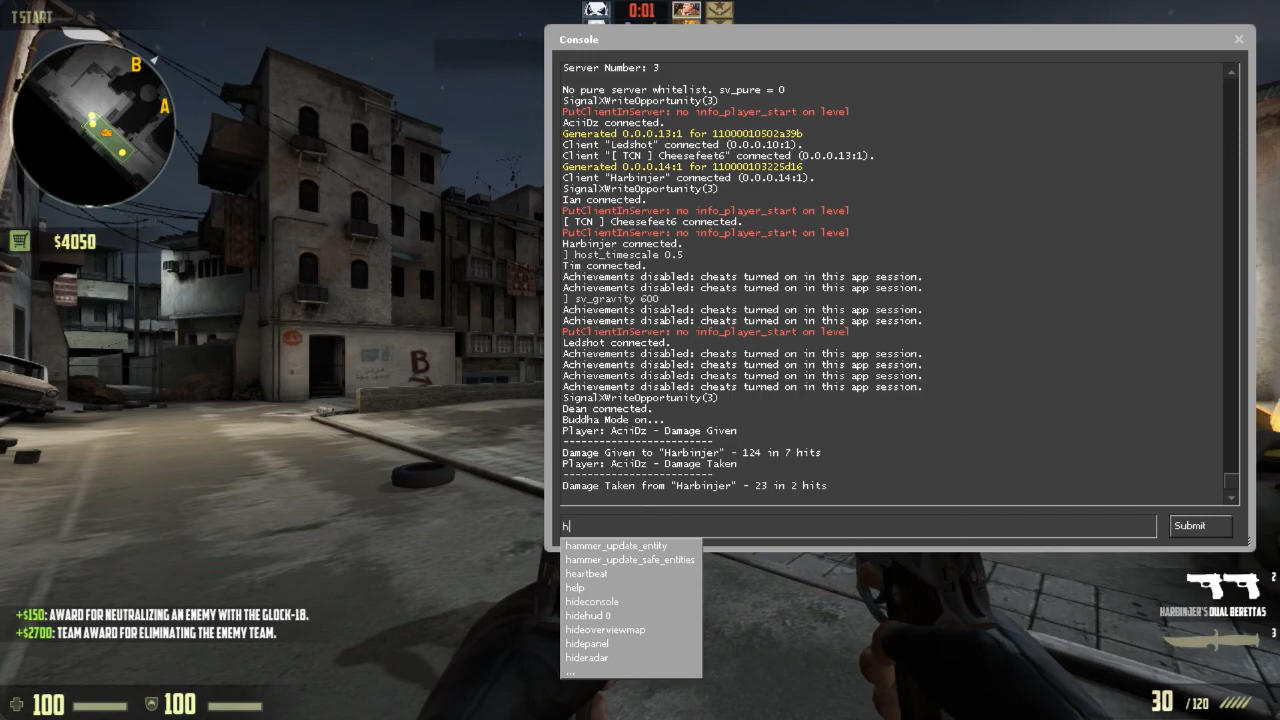 T START
0:01
B
A
$4050
Console
Server Number: 3
No pure server whitelist. sv_pure = 0
SignalXWriteOpportunity(3)
PutClientInServer: no info_player_start on level
AciiDz connected.
Generated 0.0.0.13:1 for 11000010502a39b
Client "Ledshot" connected (0.0.0.10:1).
Client "[ TCN ] Cheesefeet6" connected (0.0.0.13:1).
Generated 0.0.0.14:1 for 110000103225d16
Client "Harbinjer" connected (0.0.0.14:1).
SignalXWriteOpportunity(3)
Ian connected.
PutClientInServer: no info_player_start on level
[ TCN ] Cheesefeet6 connected.
PutClientInServer: no info_player_start on level
Harbinjer connected.
] host_timescale 0.5
Tim connected.
Achievements disabled: cheats turned on in this app session.
Achievements disabled: cheats turned on in this app session.
] sv_gravity 600
Achievements disabled: cheats turned on in this app session.
Achievements disabled: cheats turned on in this app session.
PutClientInServer: no info_player_start on level
Ledshot connected.
Achievements disabled: cheats turned on in this app session.
Achievements disabled: cheats turned on in this app session.
Achievements disabled: cheats turned on in this app session.
Achievements disabled: cheats turned on in this app session.
SignalXWriteOpportunity(3)
Dean connected.
Buddha Mode on...
Player: AciiDz - Damage Given
-------------------------
Damage Given to "Harbinjer" - 124 in 7 hits
Player: AciiDz - Damage Taken
-------------------------
Damage Taken from "Harbinjer" - 23 in 2 hits
h
Submit
hammer_update_entity
hammer_update_safe_entities
heartbeat
help
hideconsole
hidehud 0
hideoverviewmap
hidepanel
hideradar
...
B
2
HARBINJER'S DUAL BERETTAS
3
+$150: AWARD FOR NEUTRALIZING AN ENEMY WITH THE GLOCK-18.
+$2700: TEAM AWARD FOR ELIMINATING THE ENEMY TEAM.
100
100
30 / 120